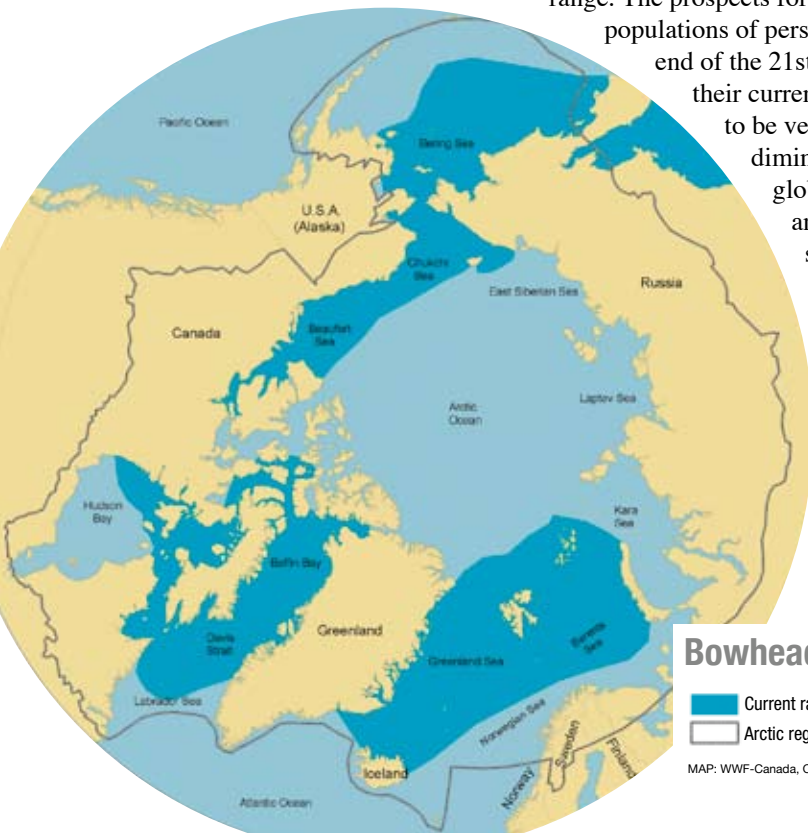 range. The prospects for
populations of pers
end of the 21st
their curren
to be ve
dimin
glob
an
s
Pacific Ocean
Bering Sea
U.S.A.
(Alaska)
Chukchi
Sea
East Siberian Sea
Russia
Canada
Beaufort
Sea
Arctic
Ocean
Laptev Sea
Hudson
Bay
Kara
Sea
Baffin Bay
Greenland
Davis
Strait
Greenland Sea
Barents
Sea
Labrador Sea
Norwegian Sea
Iceland
Norway
Sweden
Finland
Atlantic Ocean
Bowhead
Current ra
Arctic reg
MAP: WWF-Canada, C